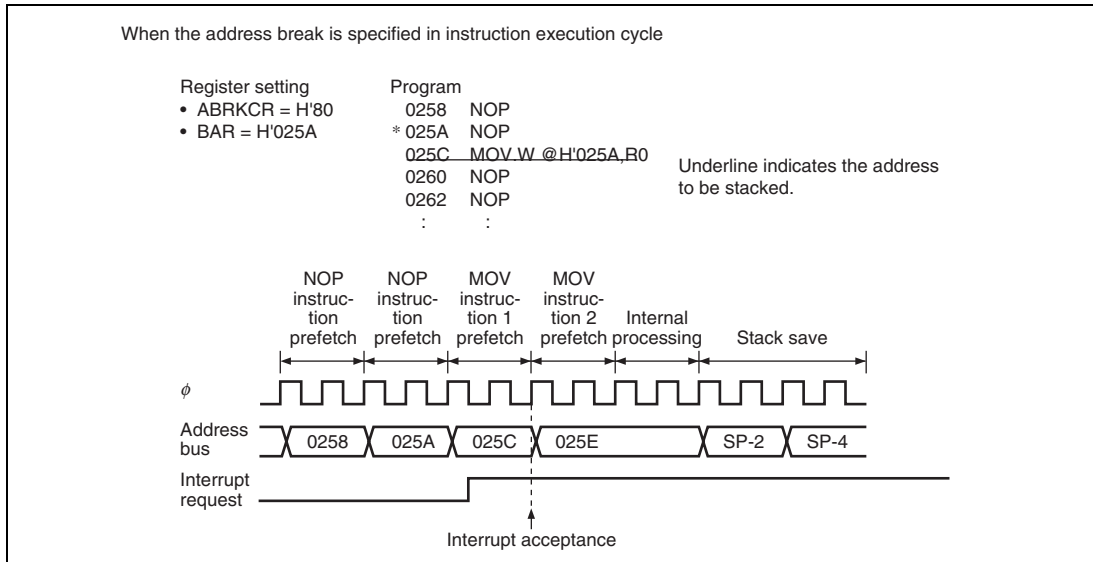 When the address break is specified in instruction execution cycle
Register setting
• ABRKCR = H'80
• BAR = H'025A
Program
0258 NOP
* 025A NOP
025C MOV.W @H'025A,R0
0260 NOP
0262 NOP
: :
Underline indicates the address
to be stacked.
NOP
instruc-
tion
prefetch
NOP
instruc-
tion
prefetch
MOV
instruc-
tion 1
prefetch
MOV
instruc-
tion 2
prefetch
Internal
processing
Stack save
φ
Address
bus
0258 025A 025C 025E SP-2 SP-4
Interrupt
request
Interrupt acceptance